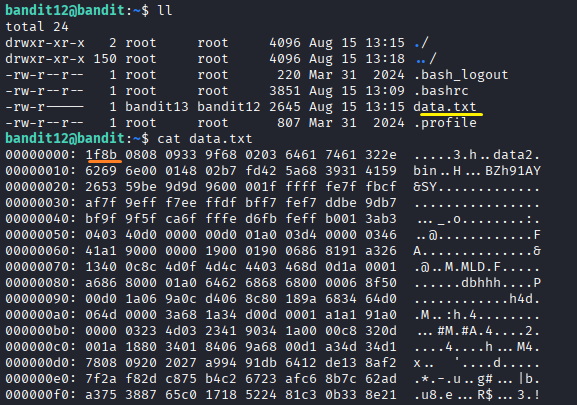 bandit12@bandit:~$ ll
total 24
drwxr-xr-x   2 root     root     4096 Aug 15 13:15 ./
drwxr-xr-x 150 root     root     4096 Aug 15 13:18 ../
-rw-r--r--   1 root     root      220 Mar 31  2024 .bash_logout
-rw-r--r--   1 root     root     3851 Aug 15 13:09 .bashrc
-rw-r-----   1 bandit13 bandit12 2645 Aug 15 13:15 data.txt
-rw-r--r--   1 root     root      807 Mar 31  2024 .profile
bandit12@bandit:~$ cat data.txt
00000000: 1f8b 0808 0933 9f68 0203 6461 7461 322e  .....3.h..data2.
00000010: 6269 6e00 0148 02b7 fd42 5a68 3931 4159  bin..H...BZh91AY
00000020: 2653 59be 9d9d 9600 001f ffff fe7f fbcf  &SY.............
00000030: af7f 9eff f7ee ffdf bff7 fef7 ddbe 9db7  ................
00000040: bf9f 9f5f ca6f fffe d6fb feff b001 3ab3  ..._.o........:.
00000050: 0403 40d0 0000 00d0 01a0 03d4 0000 0346  ..@............F
00000060: 41a1 9000 0000 1900 0190 0686 8191 a326  A..............&
00000070: 1340 0c8c 4d0f 4d4c 4403 468d 0d1a 0001  .@..M.MLD.F.....
00000080: a686 8000 01a0 6462 6868 6800 0006 8f50  ......dbhhh....P
00000090: 00d0 1a06 9a0c d406 8c80 189a 6834 64d0  ............h4d.
000000a0: 064d 0000 3a68 1a34 d00d 0001 a1a1 91a0  .M..:h.4........
000000b0: 0000 0323 4d03 2341 9034 1a00 00c8 320d  ...#M.#A.4....2.
000000c0: 001a 1880 3401 8406 9a68 00d1 a34d 34d1  ....4....h...M4.
000000d0: 7808 0920 2027 a994 91db 6412 de13 8af2  x..  '....d.....
000000e0: 7f2a f82d c875 b4c2 6723 afc6 8b7c 62ad  .*.-.u..g#...|b.
000000f0: a375 3887 65c0 1718 5224 81c3 0b33 8e21  .u8.e...R$...3.!